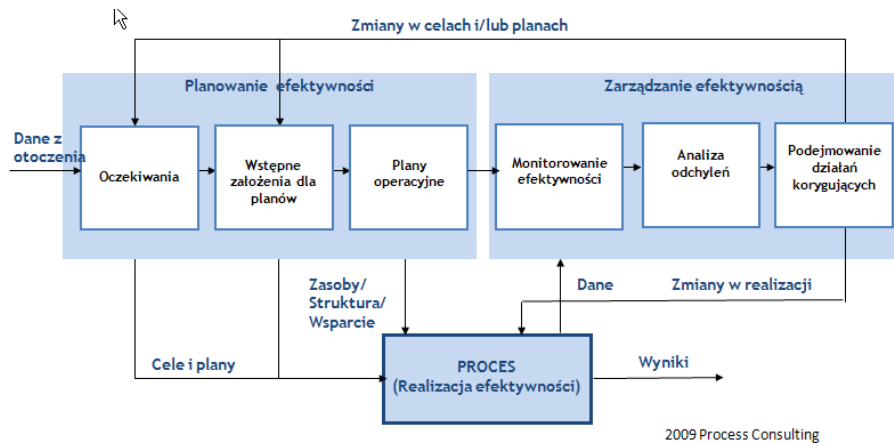 Zmiany w celach i/lub planach
Planowanie efektywności
Zarządzanie efektywnością
Dane z
otoczenia
Oczekiwania
Wstępne
założenia dla
planów
Plany
operacyjne
Monitorowanie
efektywności
Analiza
odchyleń
Podejmowanie
działań
korygujących
Zasoby/
Struktura/
Wsparcie
Dane
Zmiany w realizacji
Cele i plany
PROCES
(Realizacja efektywności)
Wyniki
2009 Process Consulting